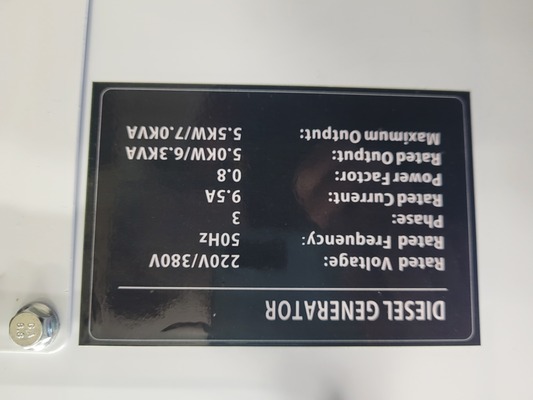 DIESEL GENERATOR
Rated Voltage: 220V/380V
Rated Frequency: 50Hz
Phase: 3
Rated Current: 9.5A
Power Factor: 0.8
Rated Output: 5.0KW/6.3KVA
Maximum Output: 5.5KW/7.0KVA